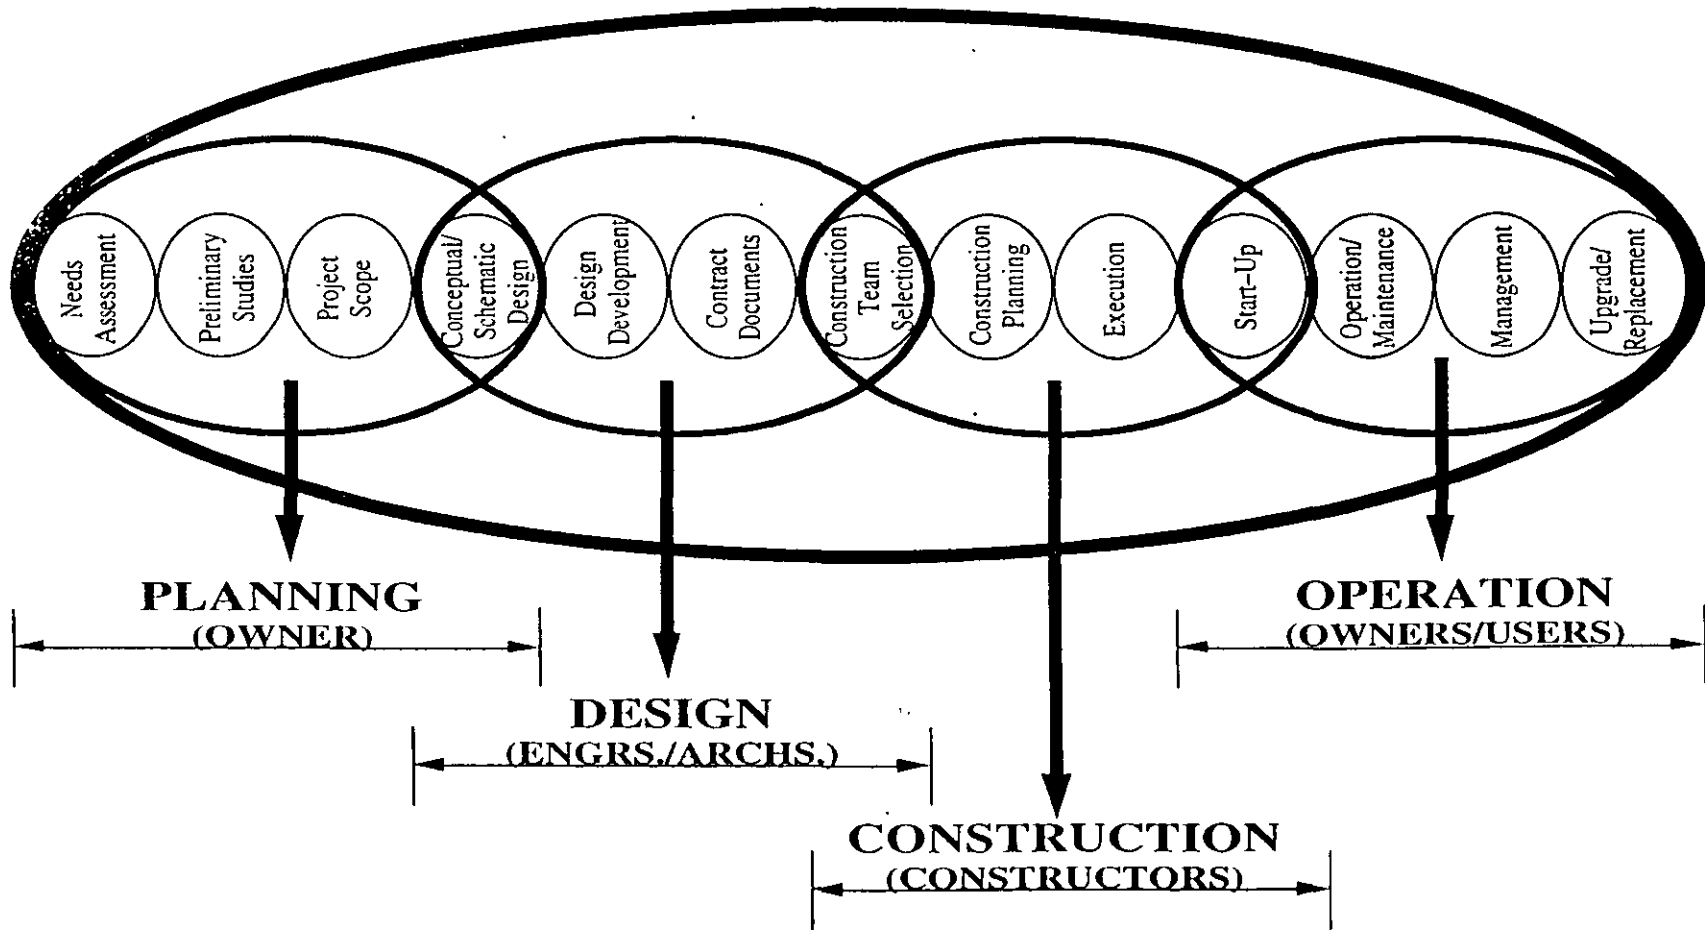 Needs
Assessment
Preliminary
Studies
Project
Scope
Conceptual/
Schematic
Design
Design
Development
Contract
Documents
Construction
Team
Selection
Construction
Planning
Execution
Start-Up
Operation/
Maintenance
Management
Upgrade/
Replacement
PLANNING
(OWNER)
OPERATION
(OWNERS/USERS)
DESIGN
(ENGRS./ARCHS.)
CONSTRUCTION
(CONSTRUCTORS)